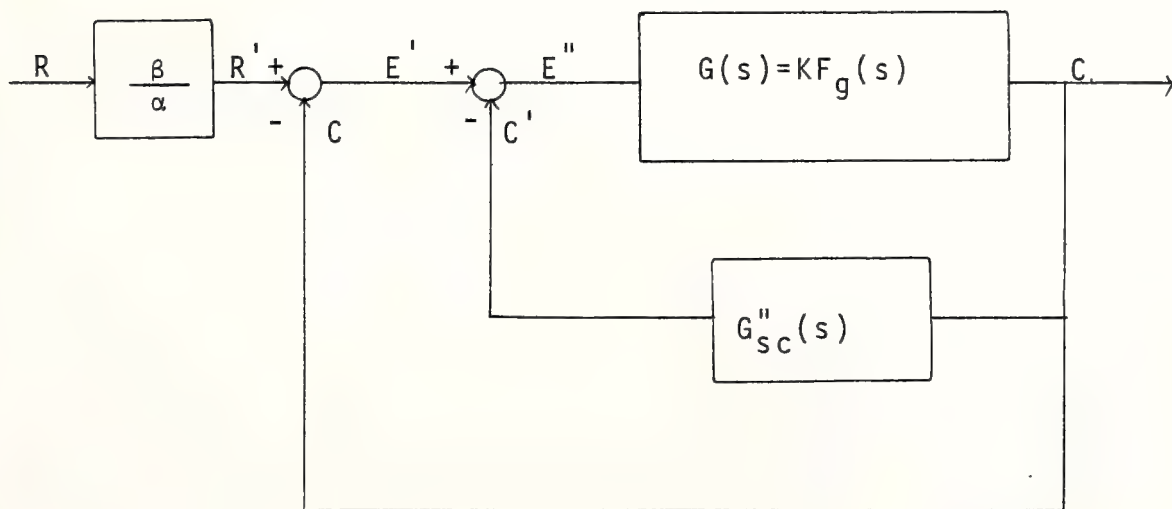 R
β
α
R' +
-
C
E' +
-
C'
E"
G(s)=KF_g(s)
C.
G"_sc(s)